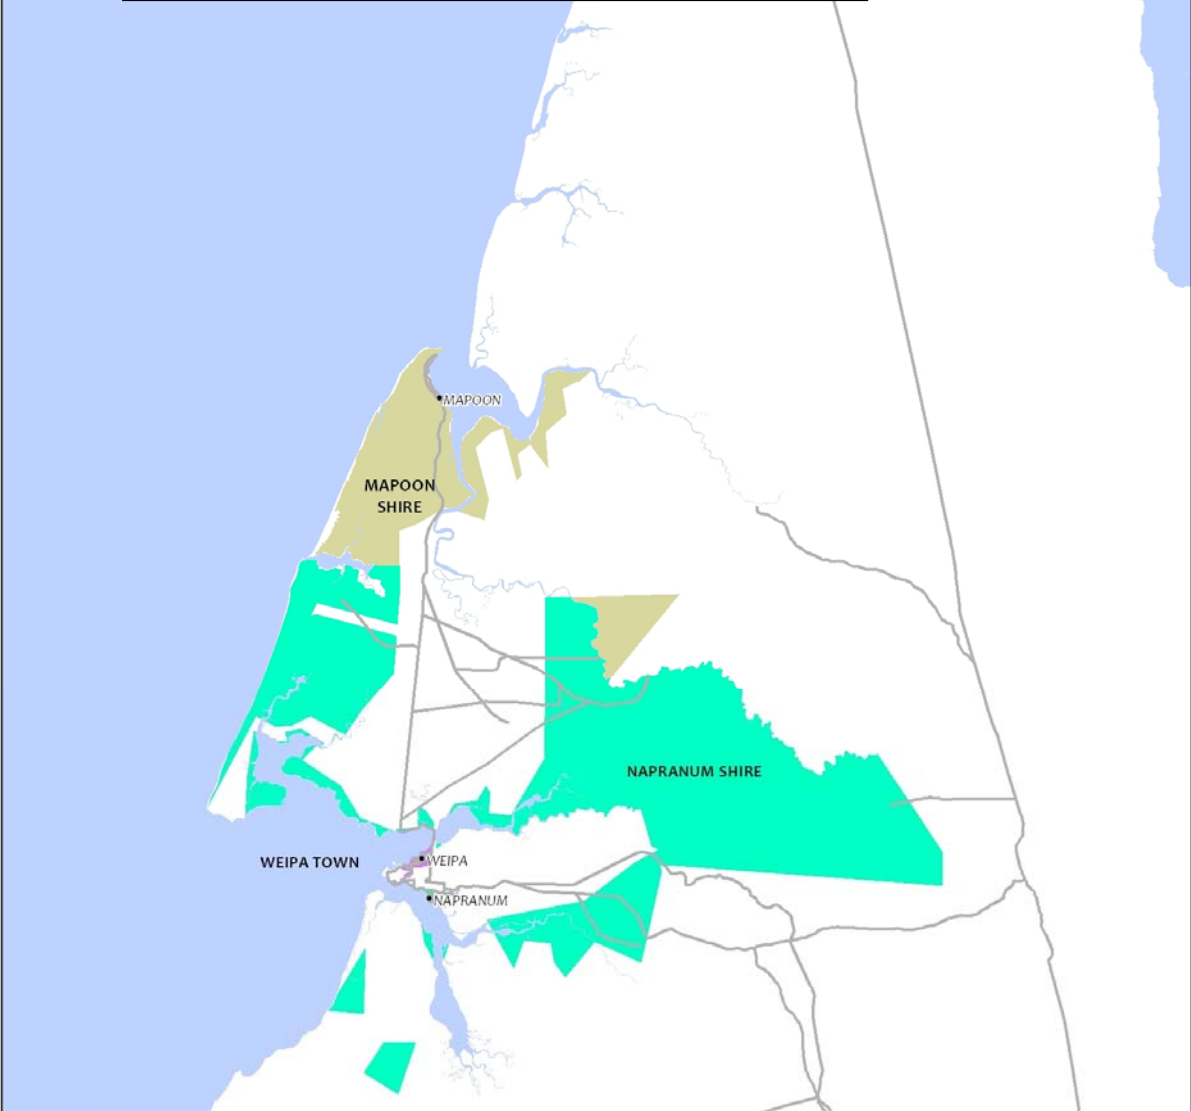 MAPOON
MAPOON
SHIRE
NAPRANUM SHIRE
WEIPA TOWN
WEIPA
NAPRANUM